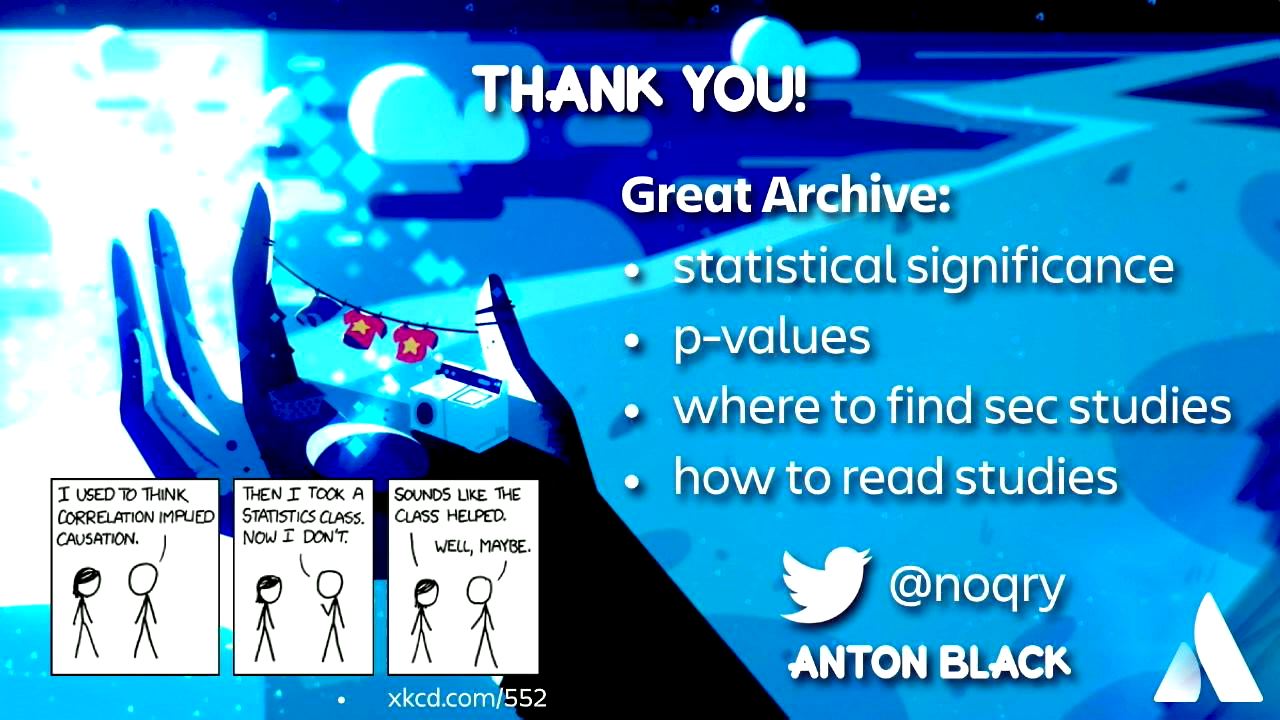 THANK YOU!
Great Archive:
• statistical significance
• p-values
• where to find sec studies
• how to read studies
I USED TO THINK
CORRELATION IMPLIED
CAUSATION.
THEN I TOOK A
STATISTICS CLASS.
NOW I DON'T.
SOUNDS LIKE THE
CLASS HELPED.
WELL, MAYBE.
• xkcd.com/552
@noqry
ANTON BLACK